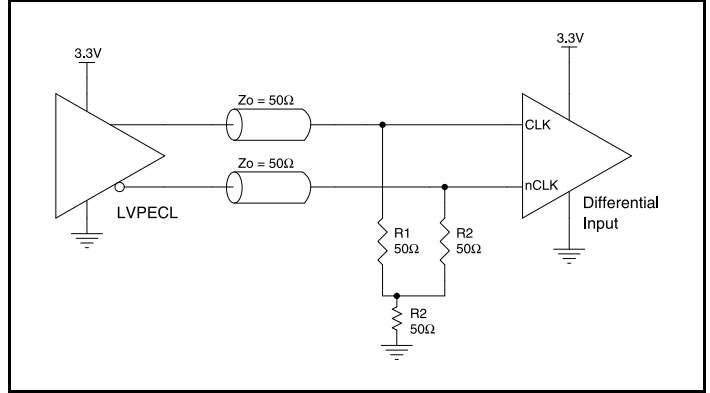 3.3V
3.3V
Zo = 50Ω
CLK
Zo = 50Ω
nCLK
LVPECL
Differential
Input
R1
50Ω
R2
50Ω
R2
50Ω